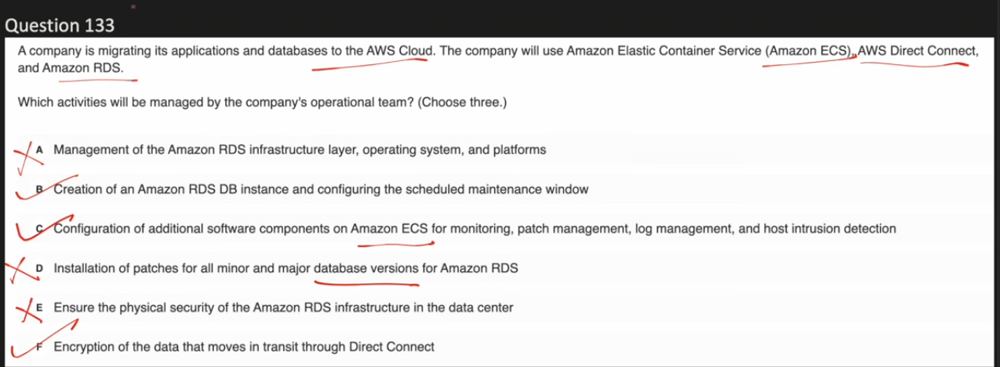 Question 133
A company is migrating its applications and databases to the AWS Cloud. The company will use Amazon Elastic Container Service (Amazon ECS), AWS Direct Connect,
and Amazon RDS.
Which activities will be managed by the company's operational team? (Choose three.)
A Management of the Amazon RDS infrastructure layer, operating system, and platforms
B Creation of an Amazon RDS DB instance and configuring the scheduled maintenance window
C Configuration of additional software components on Amazon ECS for monitoring, patch management, log management, and host intrusion detection
D Installation of patches for all minor and major database versions for Amazon RDS
E Ensure the physical security of the Amazon RDS infrastructure in the data center
F Encryption of the data that moves in transit through Direct Connect